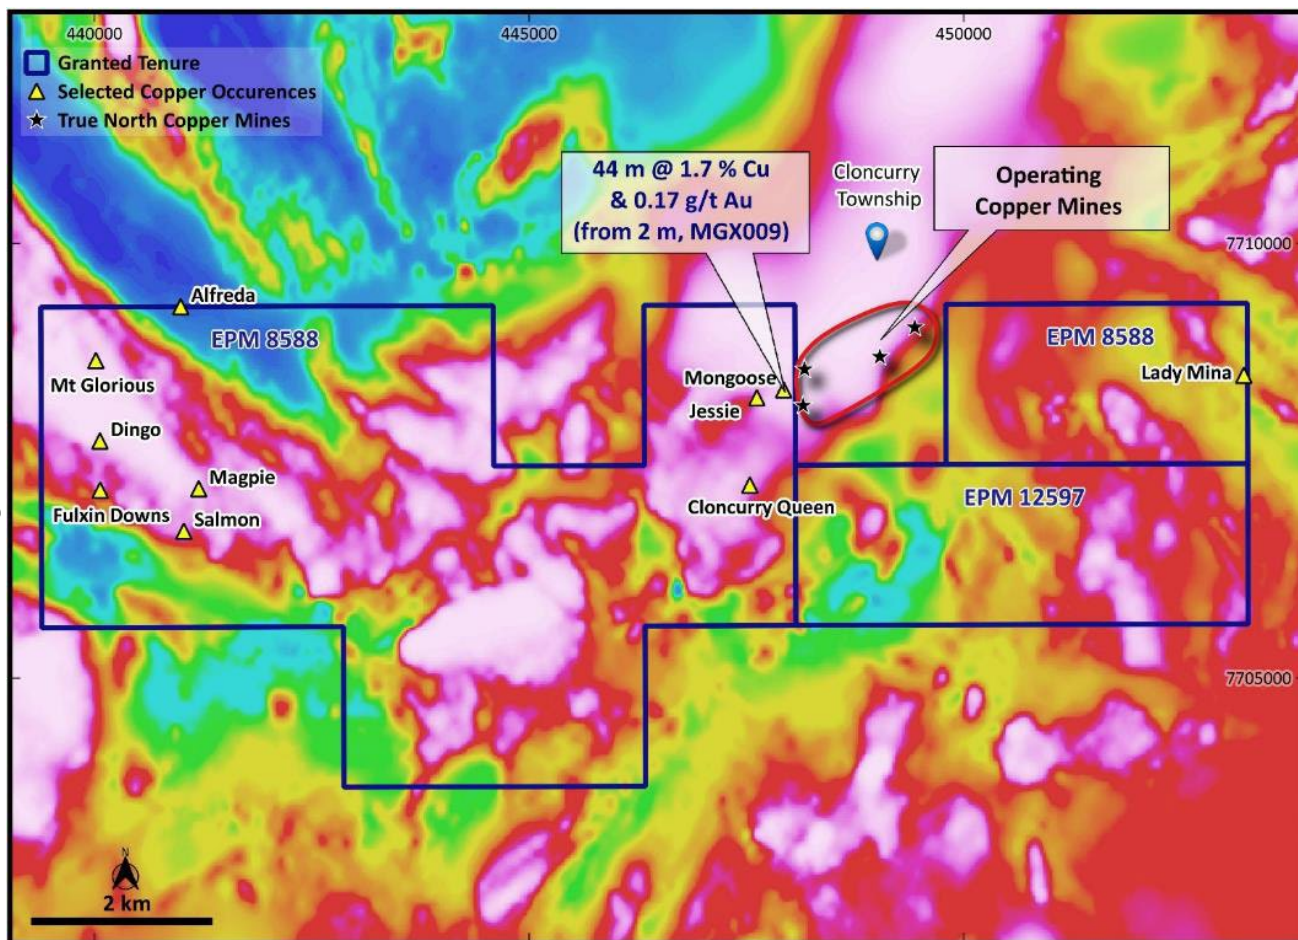 440000
445000
450000
Granted Tenure
Selected Copper Occurences
True North Copper Mines
44 m @ 1.7 % Cu
& 0.17 g/t Au
(from 2 m, MGX009)
Cloncurry
Township
Operating
Copper Mines
7710000
Alfreda
EPM 8588
EPM 8588
Mt Glorious
Mongoose
Jessie
Lady Mina
Dingo
Magpie
Fulxin Downs
Salmon
Cloncurry Queen
EPM 12597
7705000
N
2 km